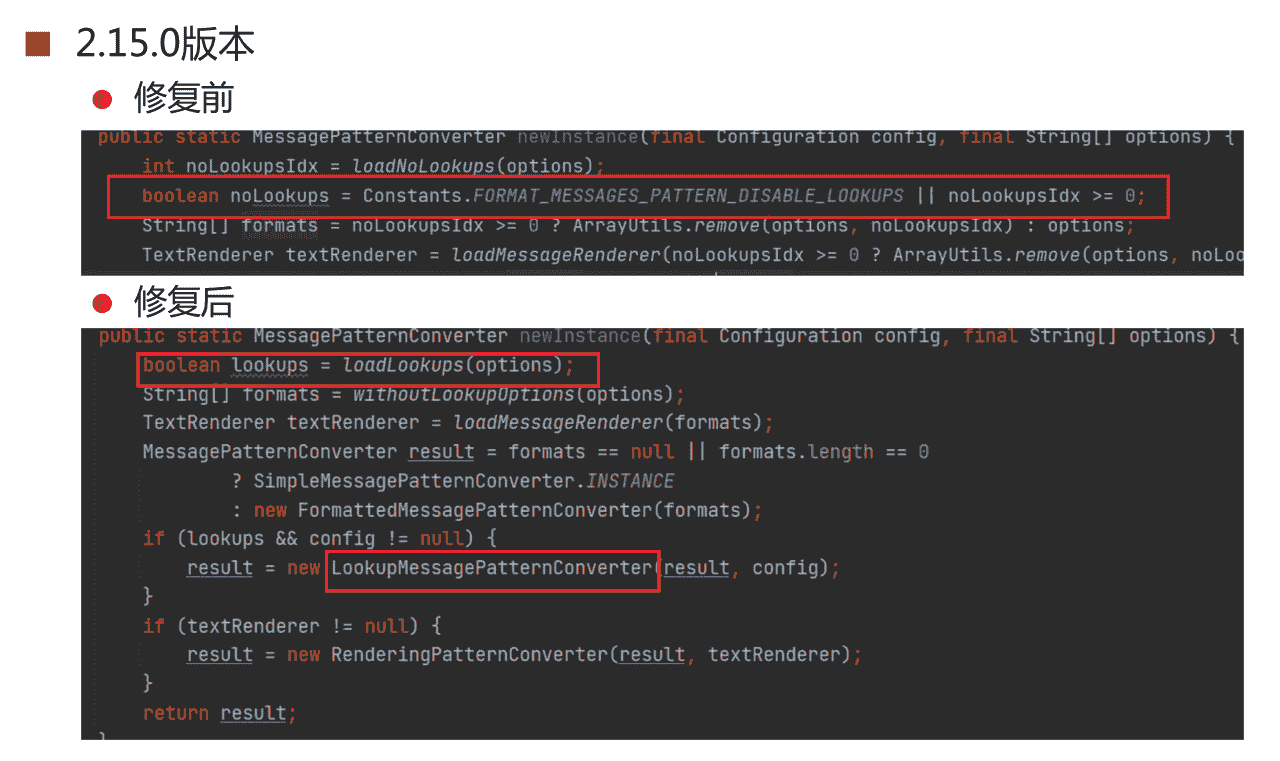 2.15.0版本
修复前
public static MessagePatternConverter newInstance(final Configuration config, final String[] options) {
int noLookupsIdx = loadNoLookups(options);
boolean noLookups = Constants.FORMAT_MESSAGES_PATTERN_DISABLE_LOOKUPS || noLookupsIdx >= 0;
String[] formats = noLookupsIdx >= 0 ? ArrayUtils.remove(options, noLookupsIdx) : options;
TextRenderer textRenderer = loadMessageRenderer(noLookupsIdx >= 0 ? ArrayUtils.remove(options, noLoo
修复后
public static MessagePatternConverter newInstance(final Configuration config, final String[] options) {
boolean lookups = loadLookups(options);
String[] formats = withoutLookupOptions(options);
TextRenderer textRenderer = loadMessageRenderer(formats);
MessagePatternConverter result = formats == null || formats.length == 0
? SimpleMessagePatternConverter.INSTANCE
: new FormattedMessagePatternConverter(formats);
if (lookups && config != null) {
result = new LookupMessagePatternConverter(result, config);
}
if (textRenderer != null) {
result = new RenderingPatternConverter(result, textRenderer);
}
return result;
}